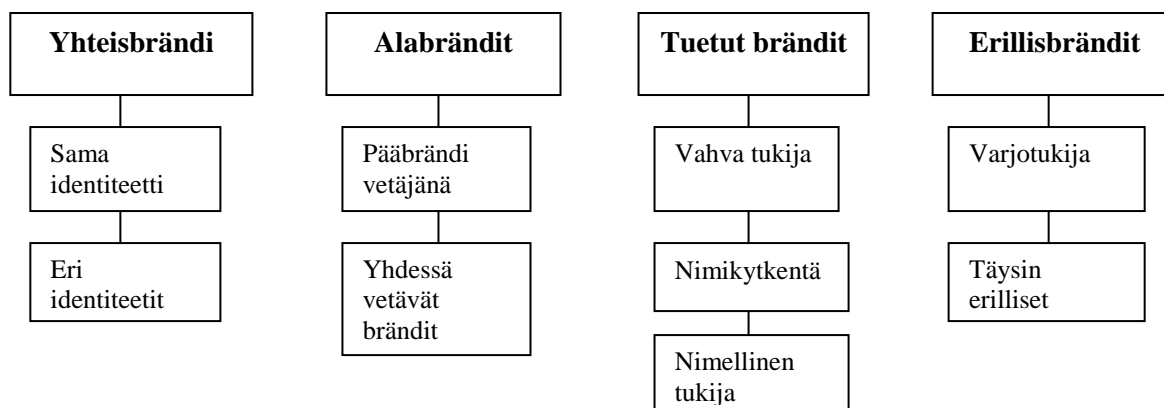 Yhteisbrändi
Sama
identiteetti
Eri
identiteetit
Alabrändit
Pääbrändi
vetäjänä
Yhdessä
vetävät
brändit
Tuetut brändit
Vahva tukija
Nimikytkentä
Nimellinen
tukija
Erillisbrändit
Varjotukija
Täysin
erilliset